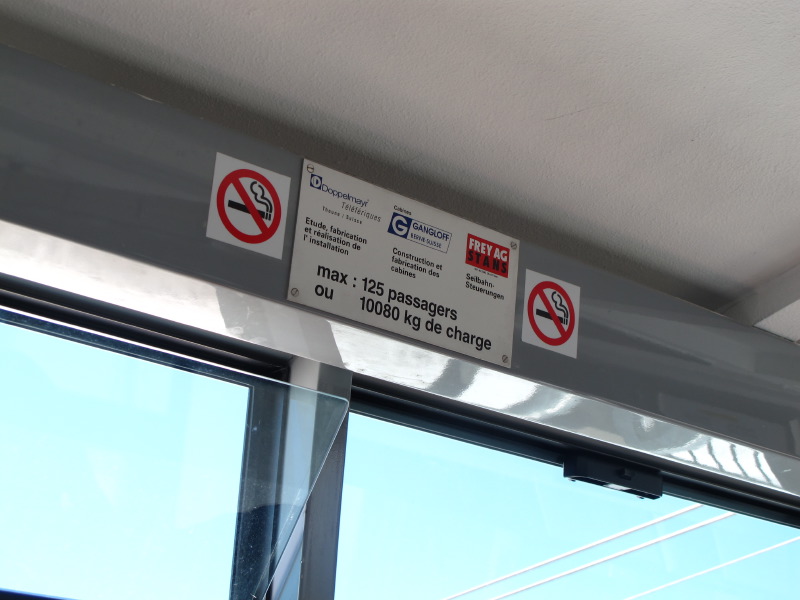 Doppelmayr
Téléfériques
Thoune / Suisse
Etude, fabrication
et réalisation de
l' installation
Cabines
GANGLOFF
BERNE SUISSE
Construction et
fabrication des
cabines
FREY AG
STANS
Seilbahn-
Steuerungen
max : 125 passagers
ou 10080 kg de charge